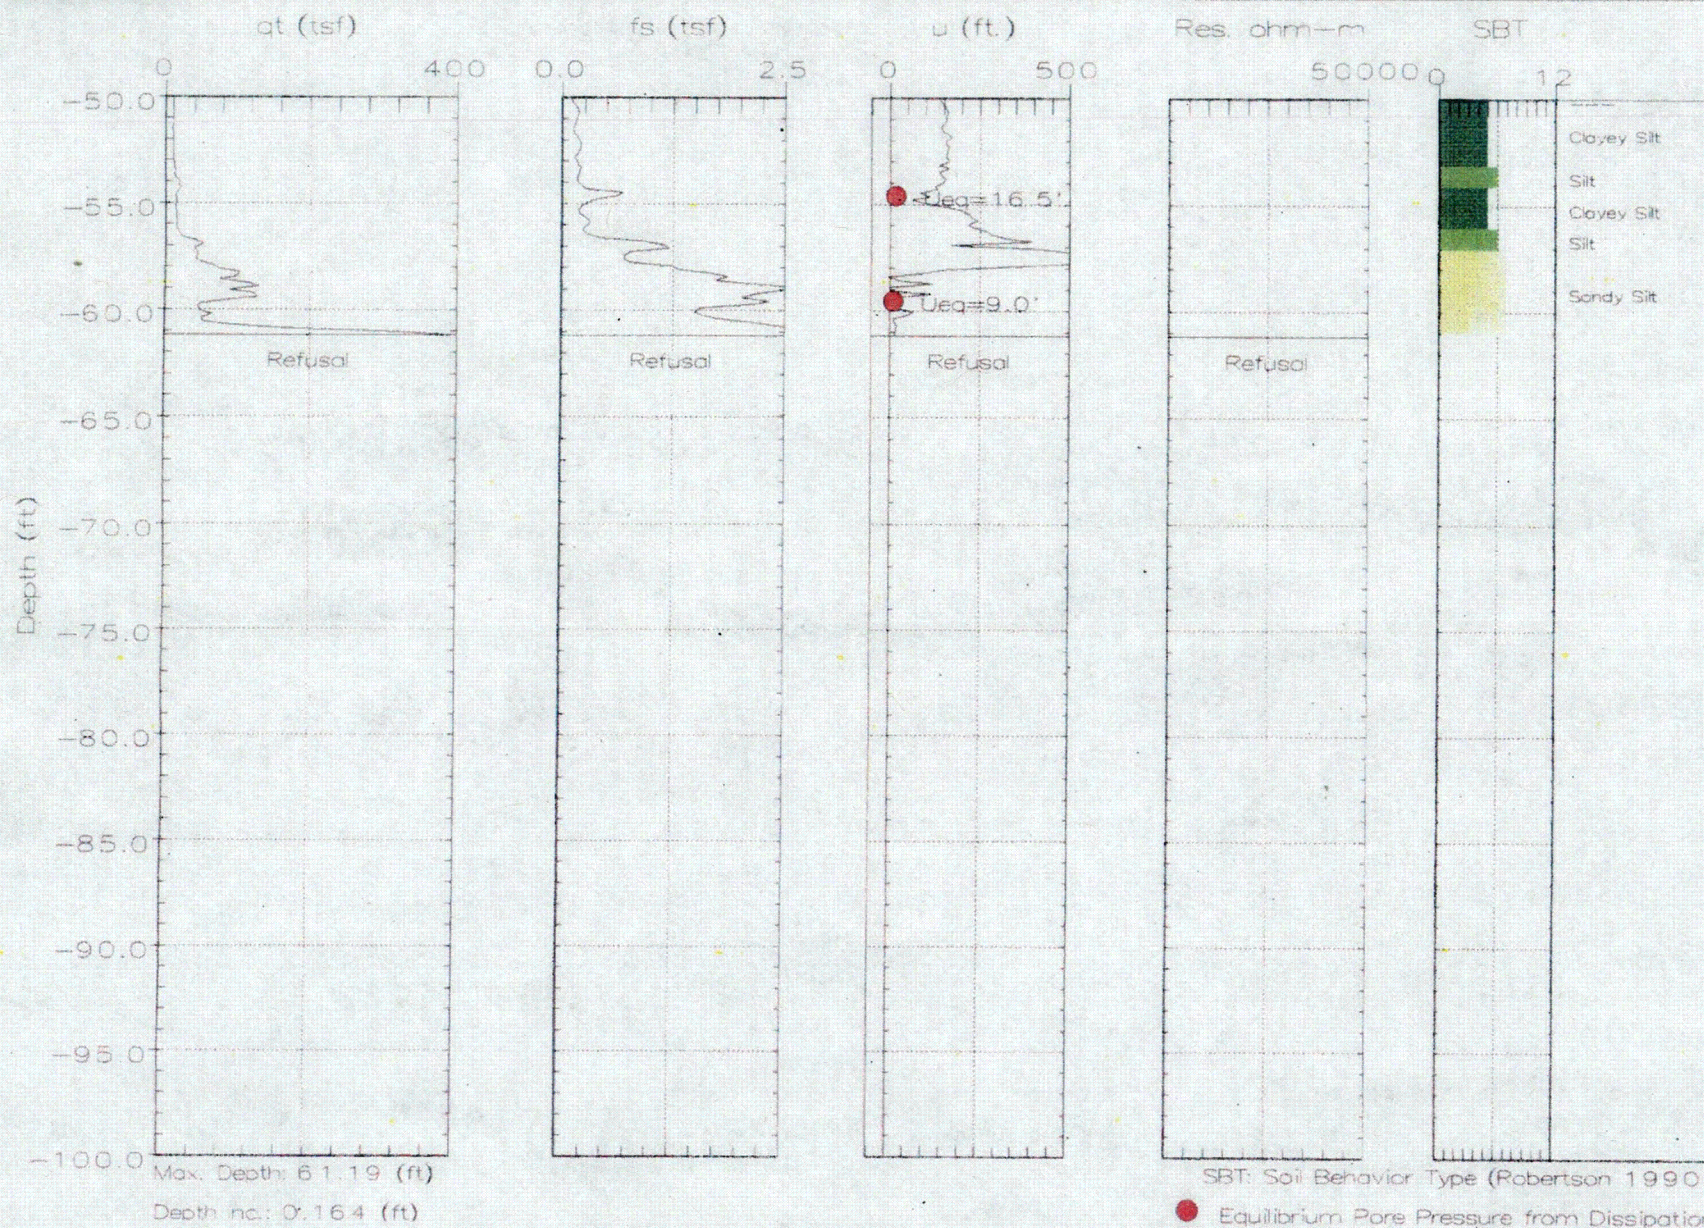 qt (tsf) fs (tsf) u (ft.) Res. ohm-m SBT
0 400 0.0 2.5 0 500 50000 0 12
-50.0
Clayey Silt
Silt
-55.0 Ueq=16.5'
Clayey Silt
Silt
-60.0 Ueq=9.0' Sandy Silt
Refusal Refusal Refusal Refusal
-65.0
-70.0
Depth (ft)
-75.0
-80.0
-85.0
-90.0
-95.0
-100.0
Max. Depth: 61.19 (ft) SBT: Soil Behavior Type (Robertson 1990
Depth nc.: 0.164 (ft) Equilibrium Pore Pressure from Dissipatio